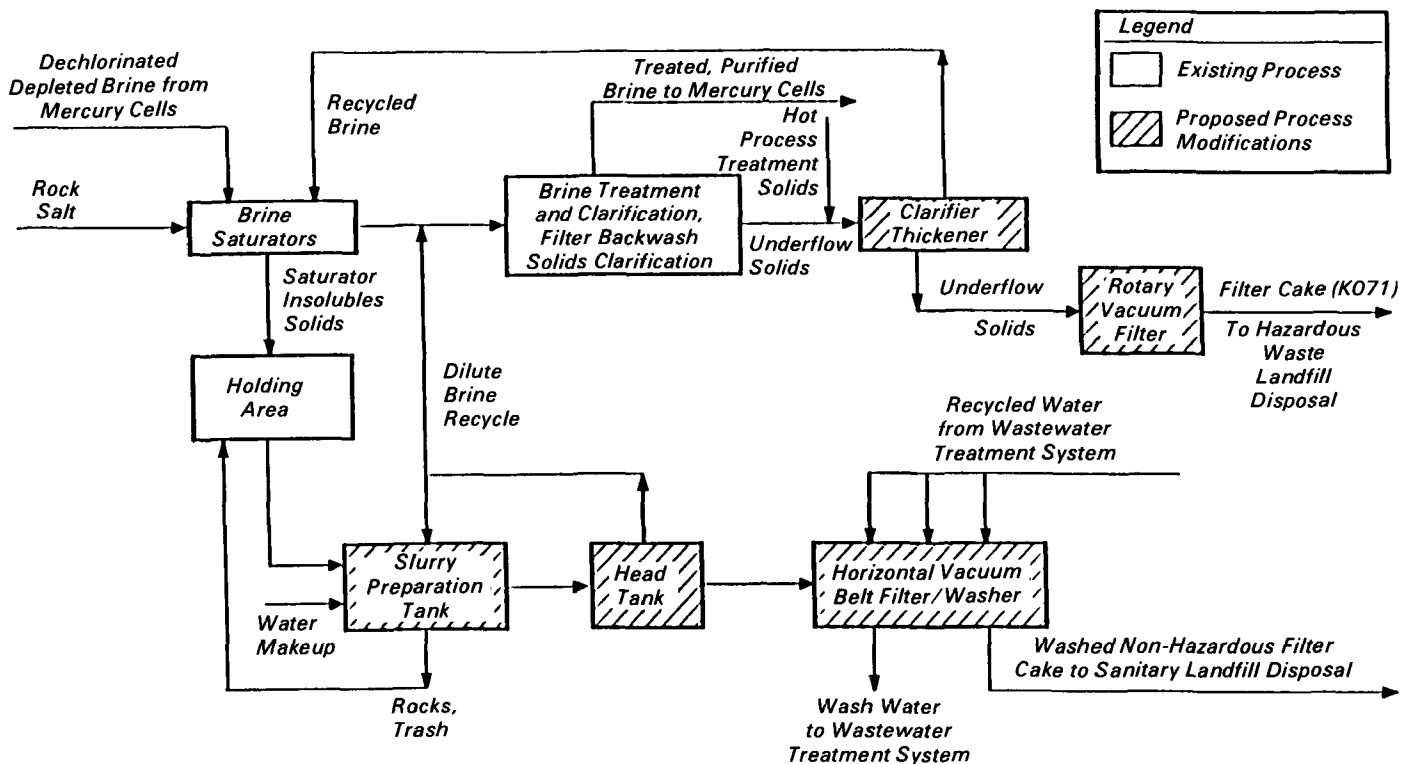 Legend
Existing Process
Proposed Process
Modifications
Dechlorinated
Depleted Brine from
Mercury Cells
Recycled
Brine
Treated, Purified
Brine to Mercury Cells
Hot
Process
Treatment
Solids
Rock
Salt
Brine
Saturators
Brine Treatment
and Clarification,
Filter Backwash
Solids Clarification
Underflow
Solids
Clarifier
Thickener
Saturator
Insolubles
Solids
Underflow
Solids
Rotary
Vacuum
Filter
Filter Cake (K071)
To Hazardous
Waste
Landfill
Disposal
Holding
Area
Dilute
Brine
Recycle
Recycled Water
from Wastewater
Treatment System
Slurry
Preparation
Tank
Head
Tank
Horizontal Vacuum
Belt Filter/Washer
Water
Makeup
Rocks,
Trash
Wash Water
to Wastewater
Treatment System
Washed Non-Hazardous Filter
Cake to Sanitary Landfill Disposal